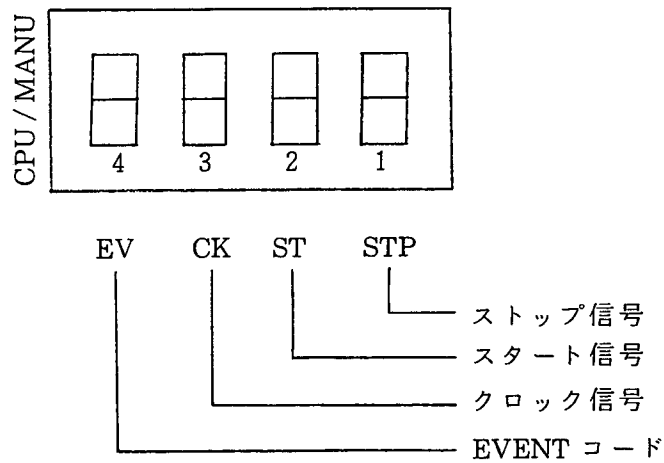 CPU / MANU
4 3 2 1
EV CK ST STP
ストップ信号
スタート信号
クロック信号
EVENT コード